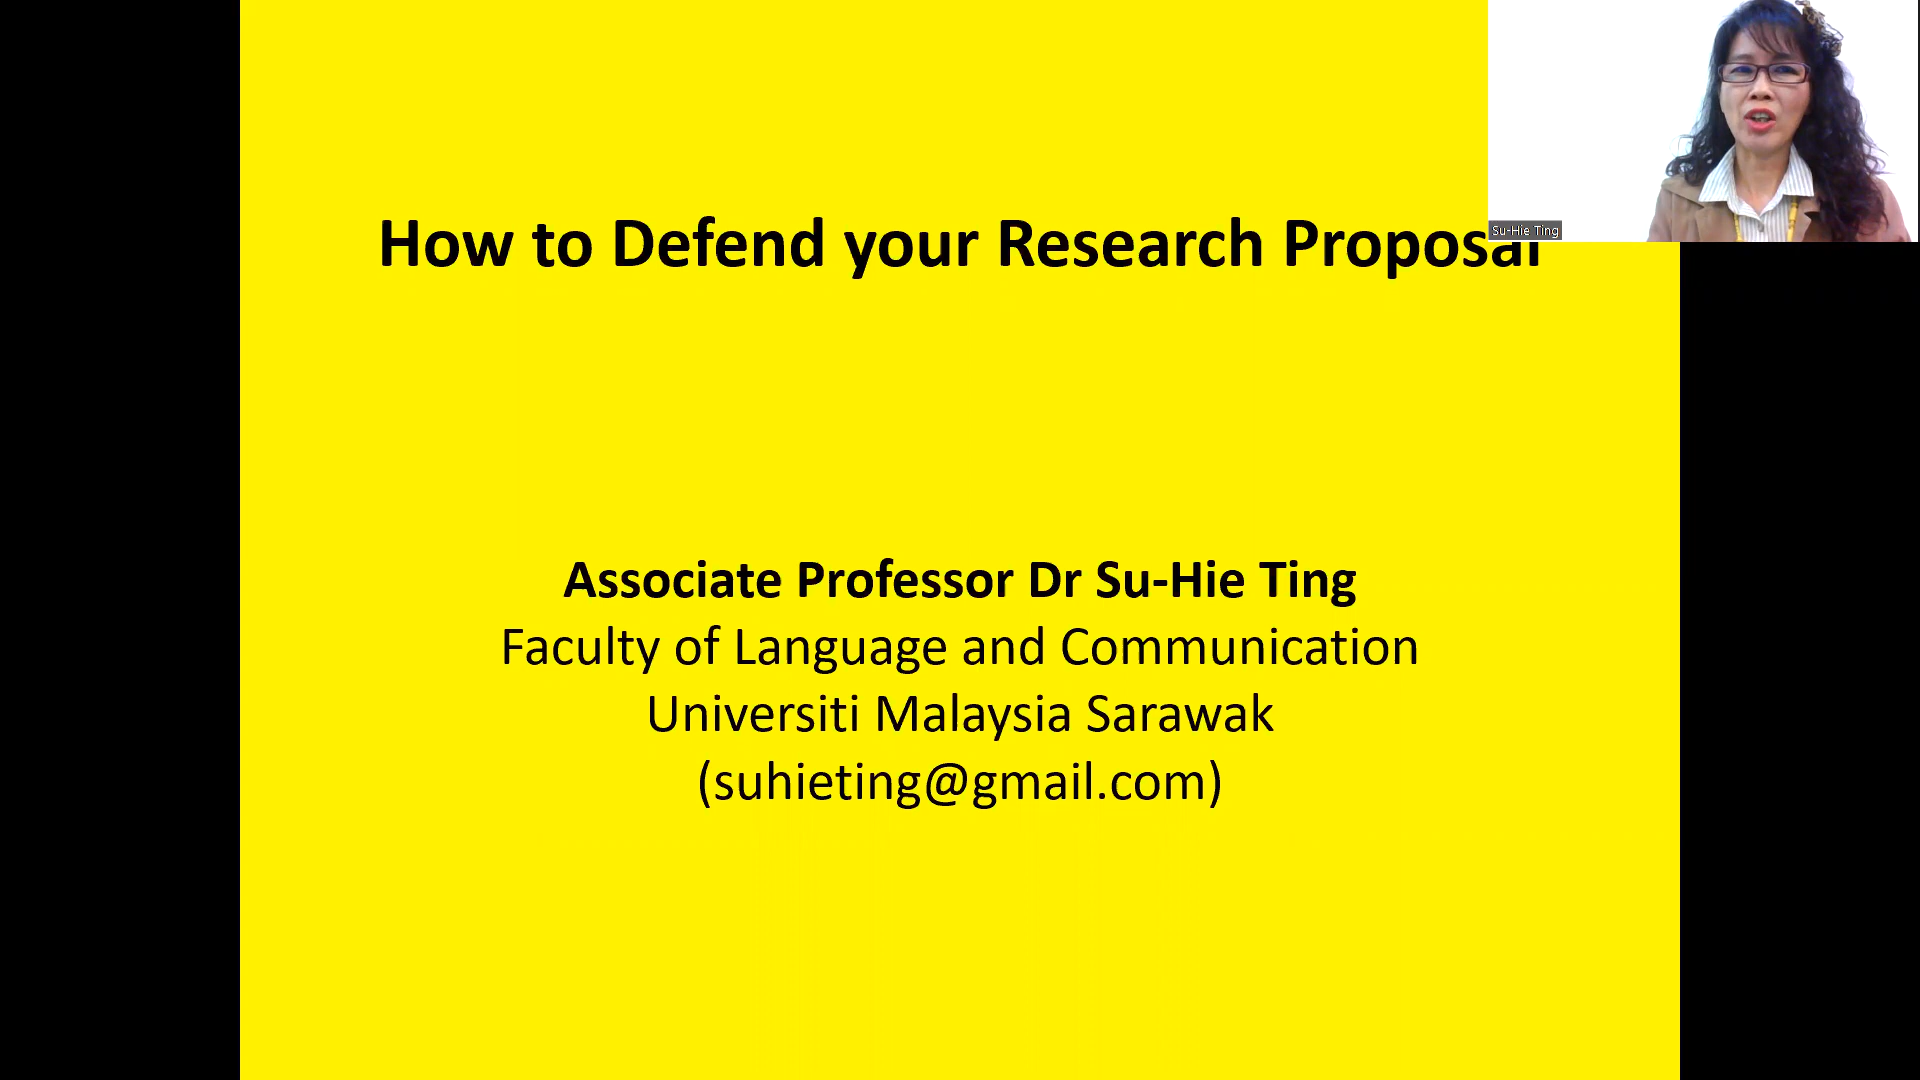 How to Defend your Research Proposal
Su-Hie Ting
Associate Professor Dr Su-Hie Ting
Faculty of Language and Communication
Universiti Malaysia Sarawak
(suhieting@gmail.com)